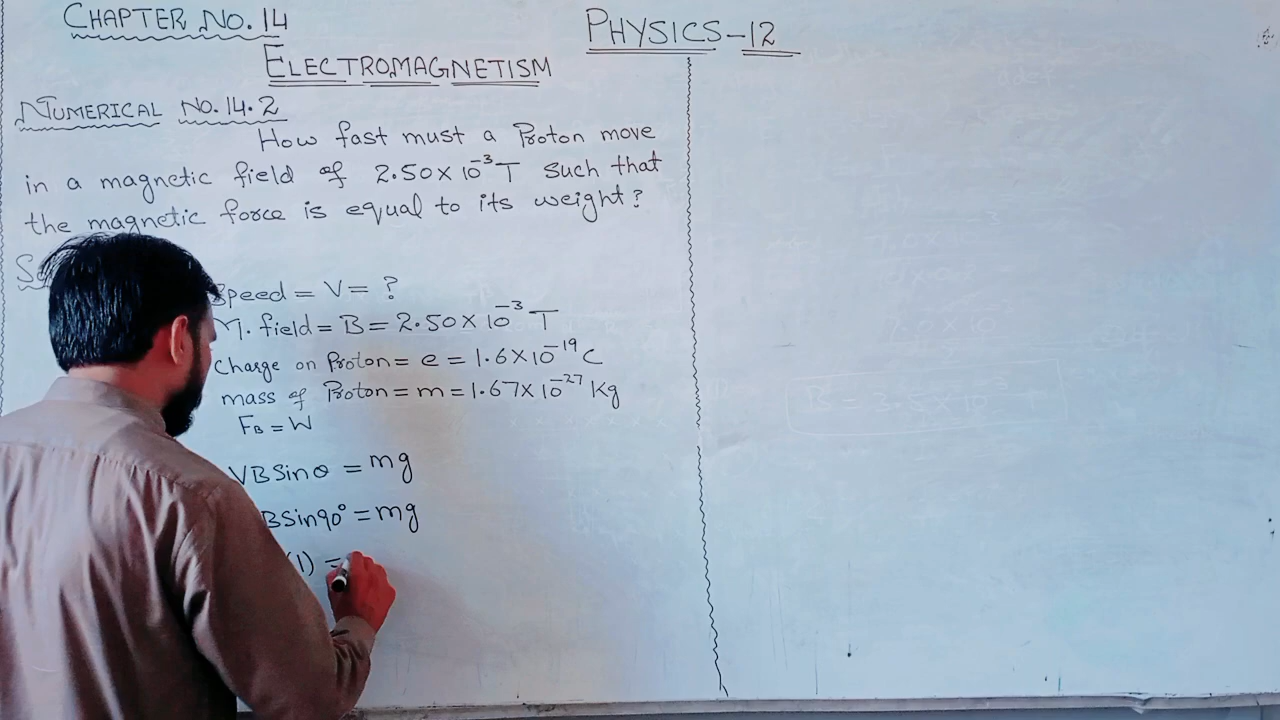 CHAPTER NO. 14
PHYSICS-12
ELECTROMAGNETISM
NUMERICAL NO. 14.2
How fast must a Proton move
in a magnetic field of 2.50×10⁻³ T such that
the magnetic force is equal to its weight?
Speed = V = ?
M. field = B = 2.50×10⁻³ T
Charge on Proton = e = 1.6×10⁻¹⁹ C
mass of Proton = m = 1.67×10⁻²⁷ Kg
F_B = W
VBSinθ = mg
BSin90° = mg
(1) =